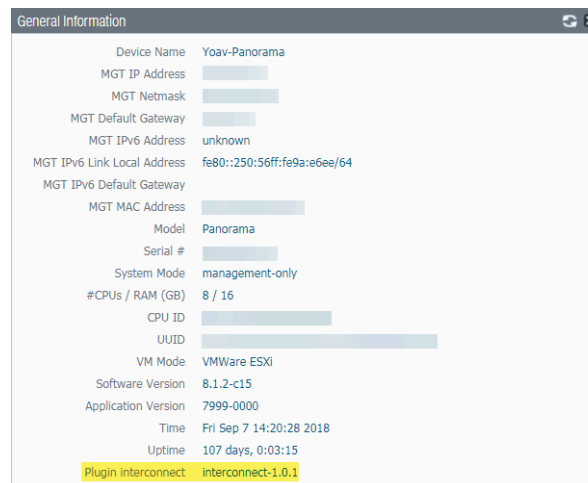 General Information
Device Name Yoav-Panorama
MGT IP Address
MGT Netmask
MGT Default Gateway
MGT IPv6 Address unknown
MGT IPv6 Link Local Address fe80::250:56ff:fe9a:e6ee/64
MGT IPv6 Default Gateway
MGT MAC Address
Model Panorama
Serial #
System Mode management-only
#CPUs / RAM (GB) 8 / 16
CPU ID
UUID
VM Mode VMWare ESXi
Software Version 8.1.2-c15
Application Version 7999-0000
Time Fri Sep 7 14:20:28 2018
Uptime 107 days, 0:03:15
Plugin interconnect interconnect-1.0.1